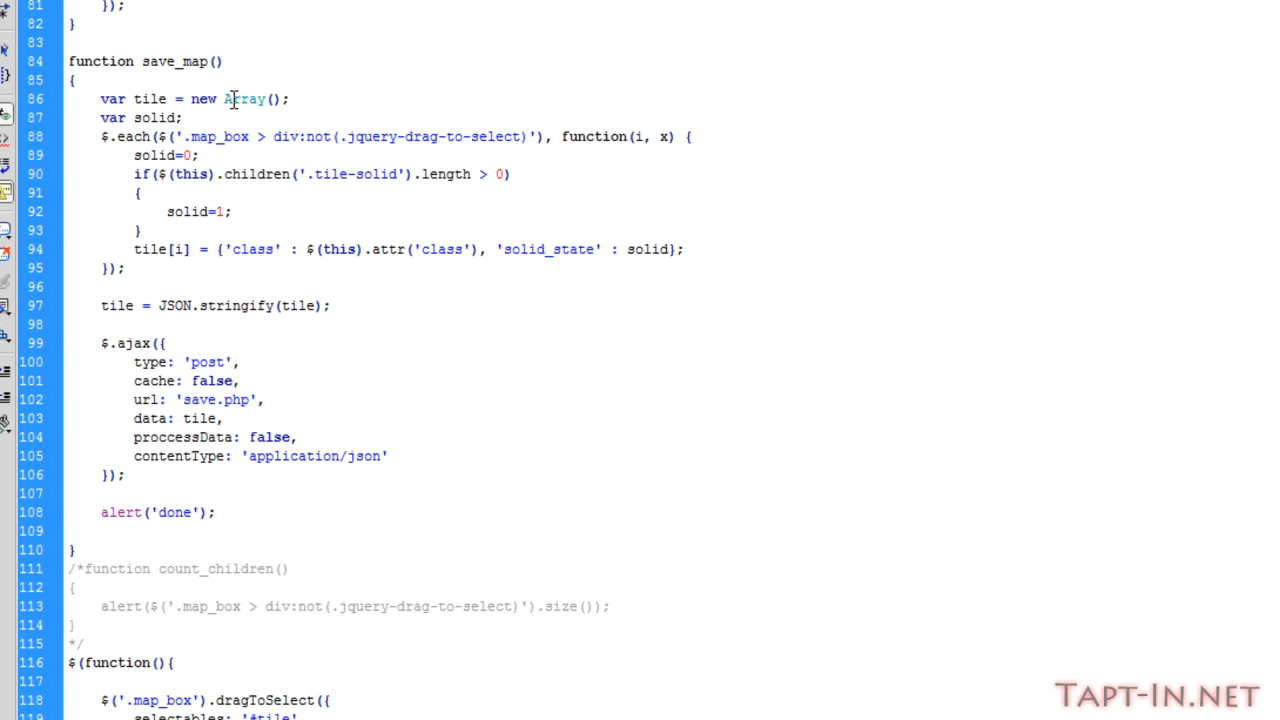 81 });
82 }
83
84 function save_map()
85 {
86 var tile = new Array();
87 var solid;
88 $.each($('.map_box > div:not(.jquery-drag-to-select)'), function(i, x) {
89 solid=0;
90 if($(this).children('.tile-solid').length > 0)
91 {
92 solid=1;
93 }
94 tile[i] = {'class' : $(this).attr('class'), 'solid_state' : solid};
95 });
96
97 tile = JSON.stringify(tile);
98
99 $.ajax({
100 type: 'post',
101 cache: false,
102 url: 'save.php',
103 data: tile,
104 proccessData: false,
105 contentType: 'application/json'
106 });
107
108 alert('done');
109
110 }
111 /*function count_children()
112 {
113 alert($('.map_box > div:not(.jquery-drag-to-select)').size());
114 }
115 */
116 $(function(){
117
118 $('.map_box').dragToSelect({
119 selectables: '#tile'
Tapt-In.net